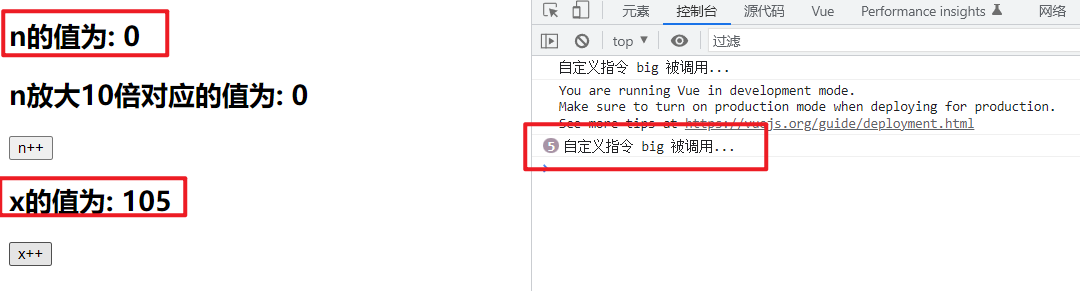 n的值为: 0
n放大10倍对应的值为: 0
n++
x的值为: 105
x++
元素 控制台 源代码 Vue Performance insights 网络
top 过滤
自定义指令 big 被调用...
You are running Vue in development mode.
Make sure to turn on production mode when deploying for production.
See more tips at https://vuejs.org/guide/deployment.html
5 自定义指令 big 被调用...